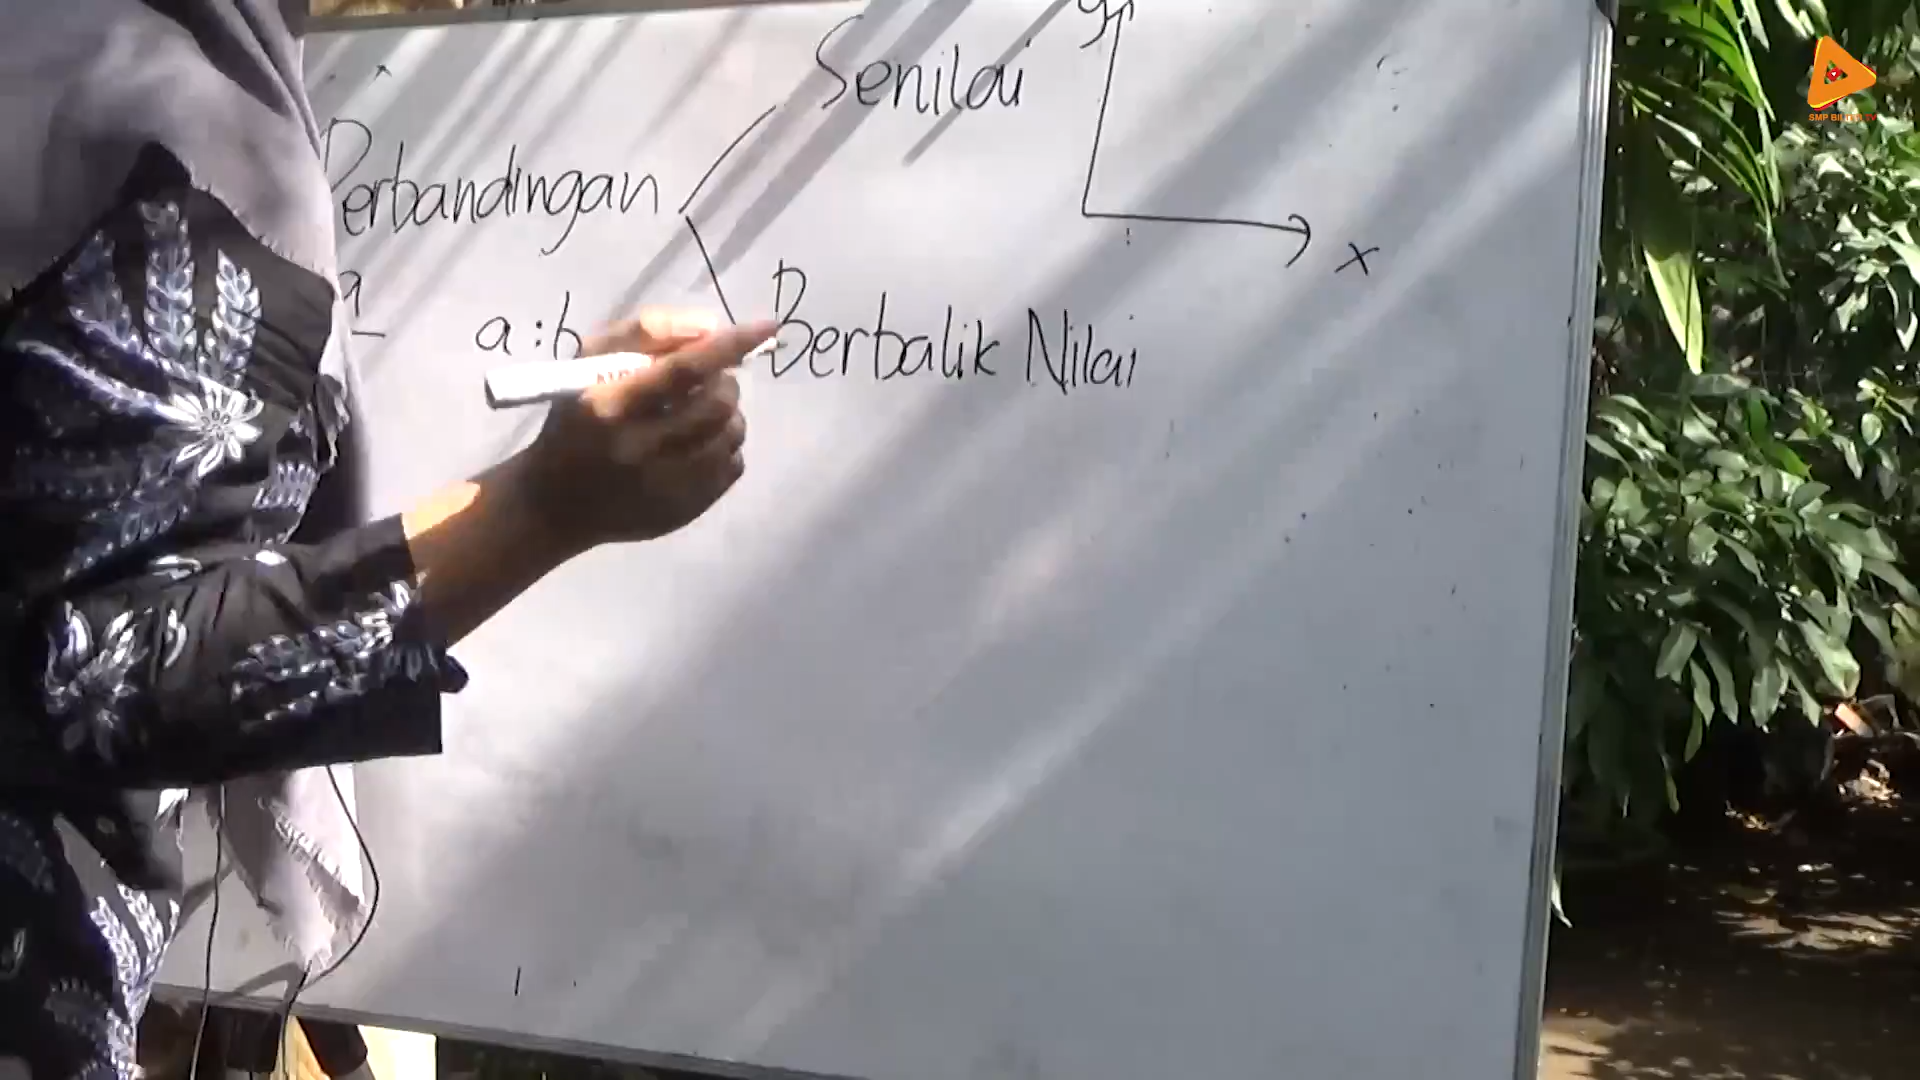 Senilai
y
x
Perbandingan
a
a : b
Berbalik Nilai